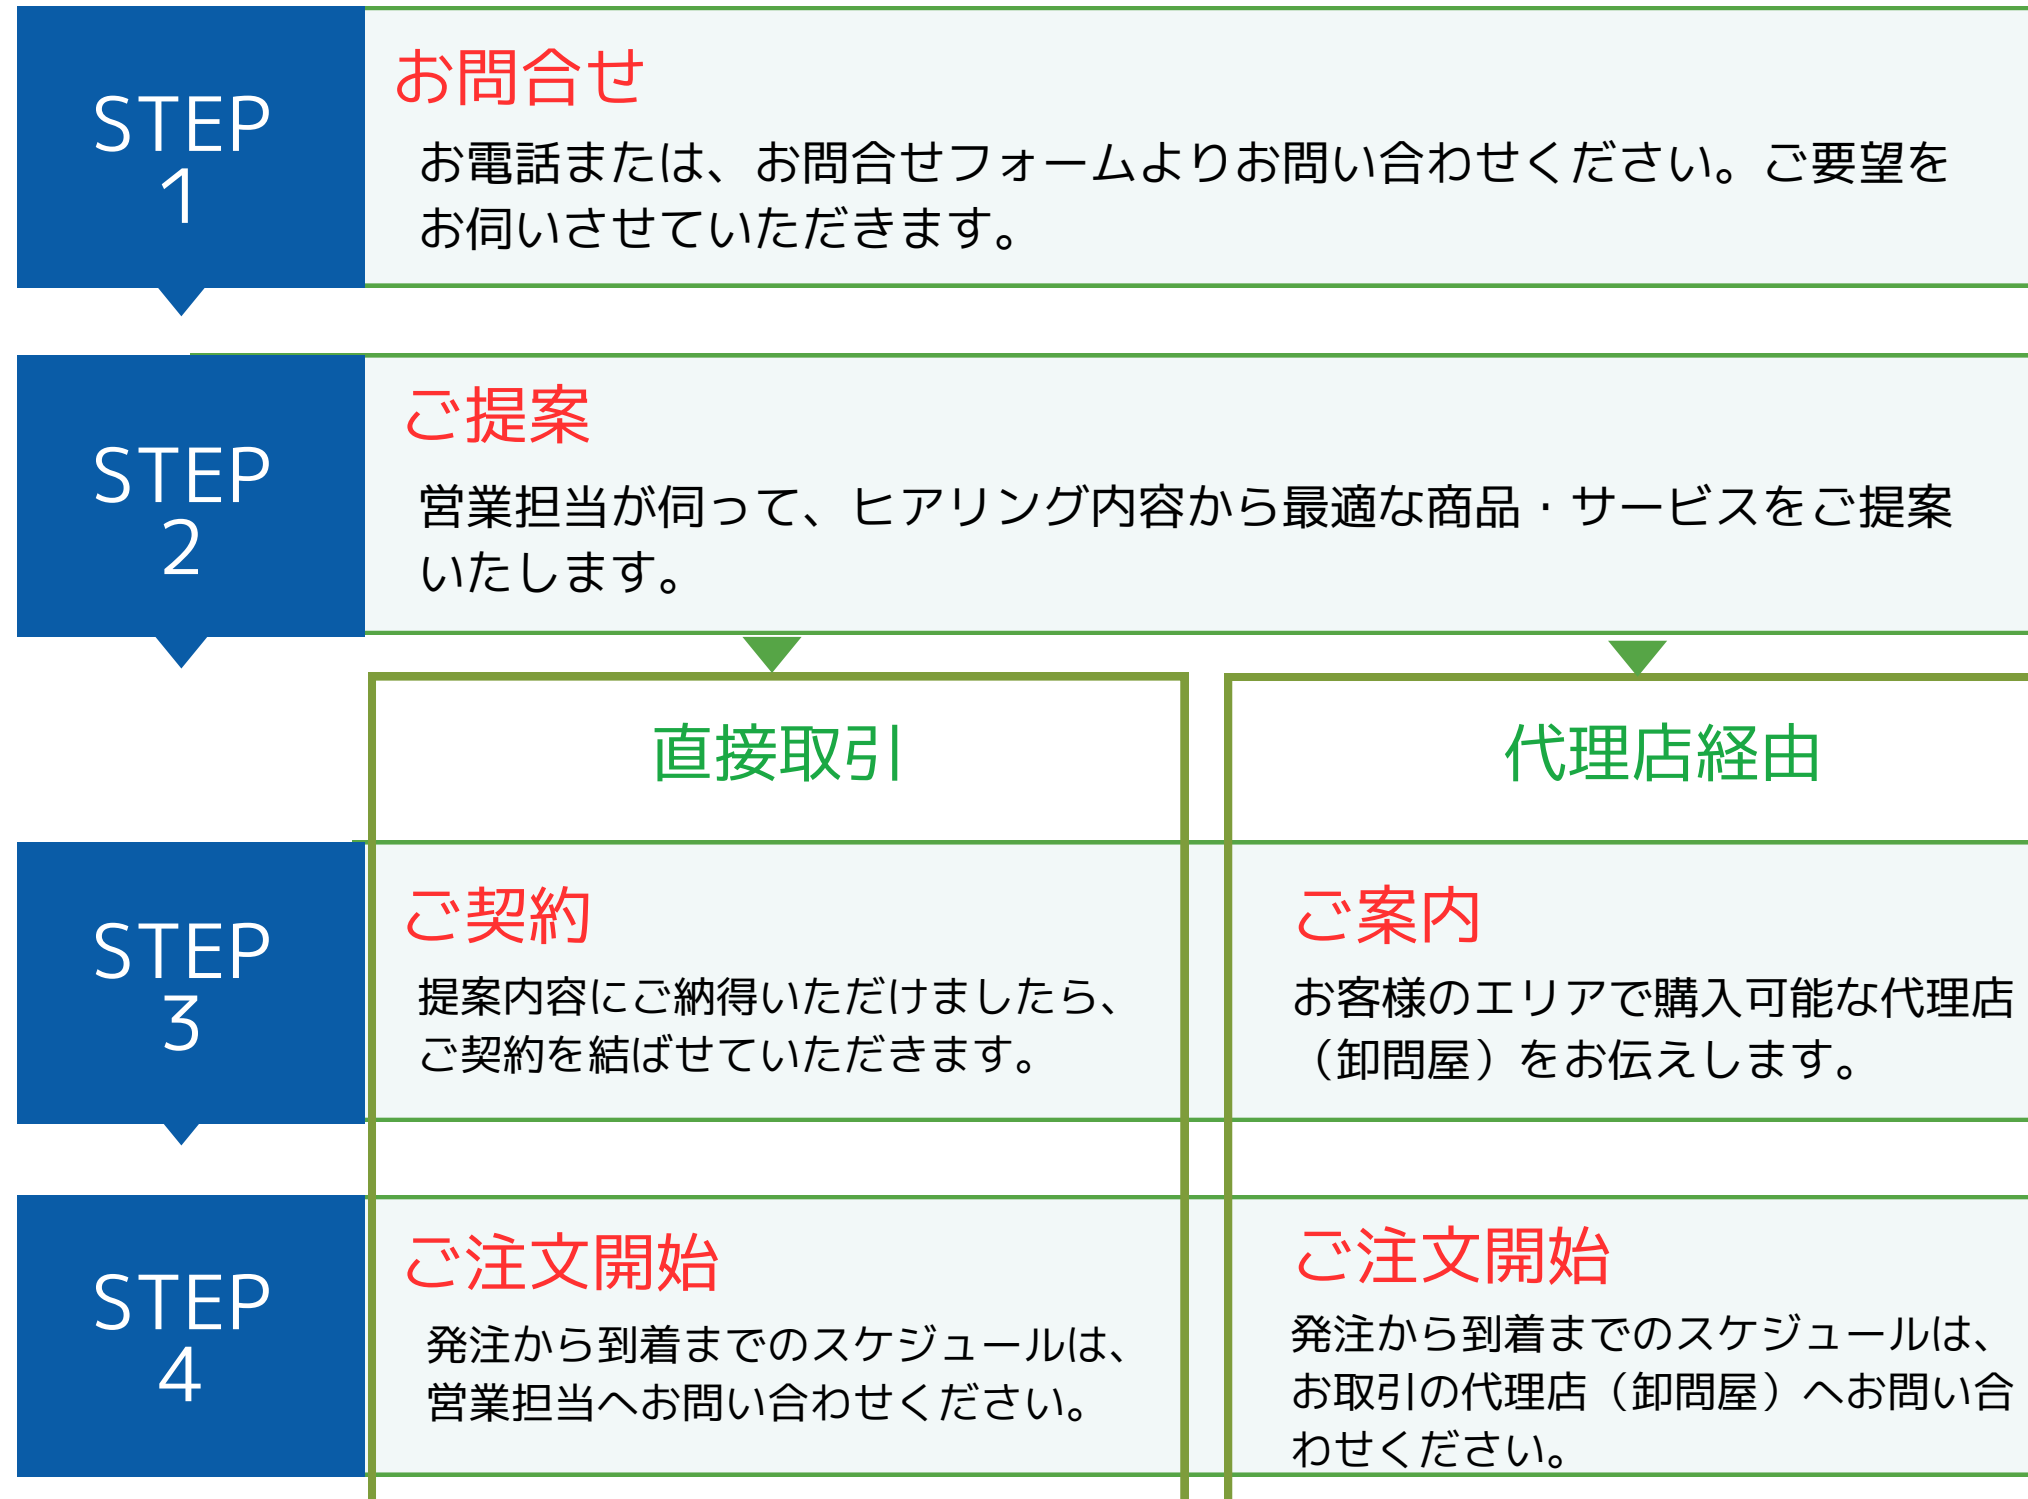 STEP
1
お問合せ
お電話または、お問合せフォームよりお問い合わせください。ご要望を
お伺いさせていただきます。
STEP
2
ご提案
営業担当が伺って、ヒアリング内容から最適な商品・サービスをご提案
いたします。
直接取引
代理店経由
STEP
3
ご契約
提案内容にご納得いただけましたら、
ご契約を結ばせていただきます。
ご案内
お客様のエリアで購入可能な代理店
（卸問屋）をお伝えします。
STEP
4
ご注文開始
発注から到着までのスケジュールは、
営業担当へお問い合わせください。
ご注文開始
発注から到着までのスケジュールは、
お取引の代理店（卸問屋）へお問い合
わせください。